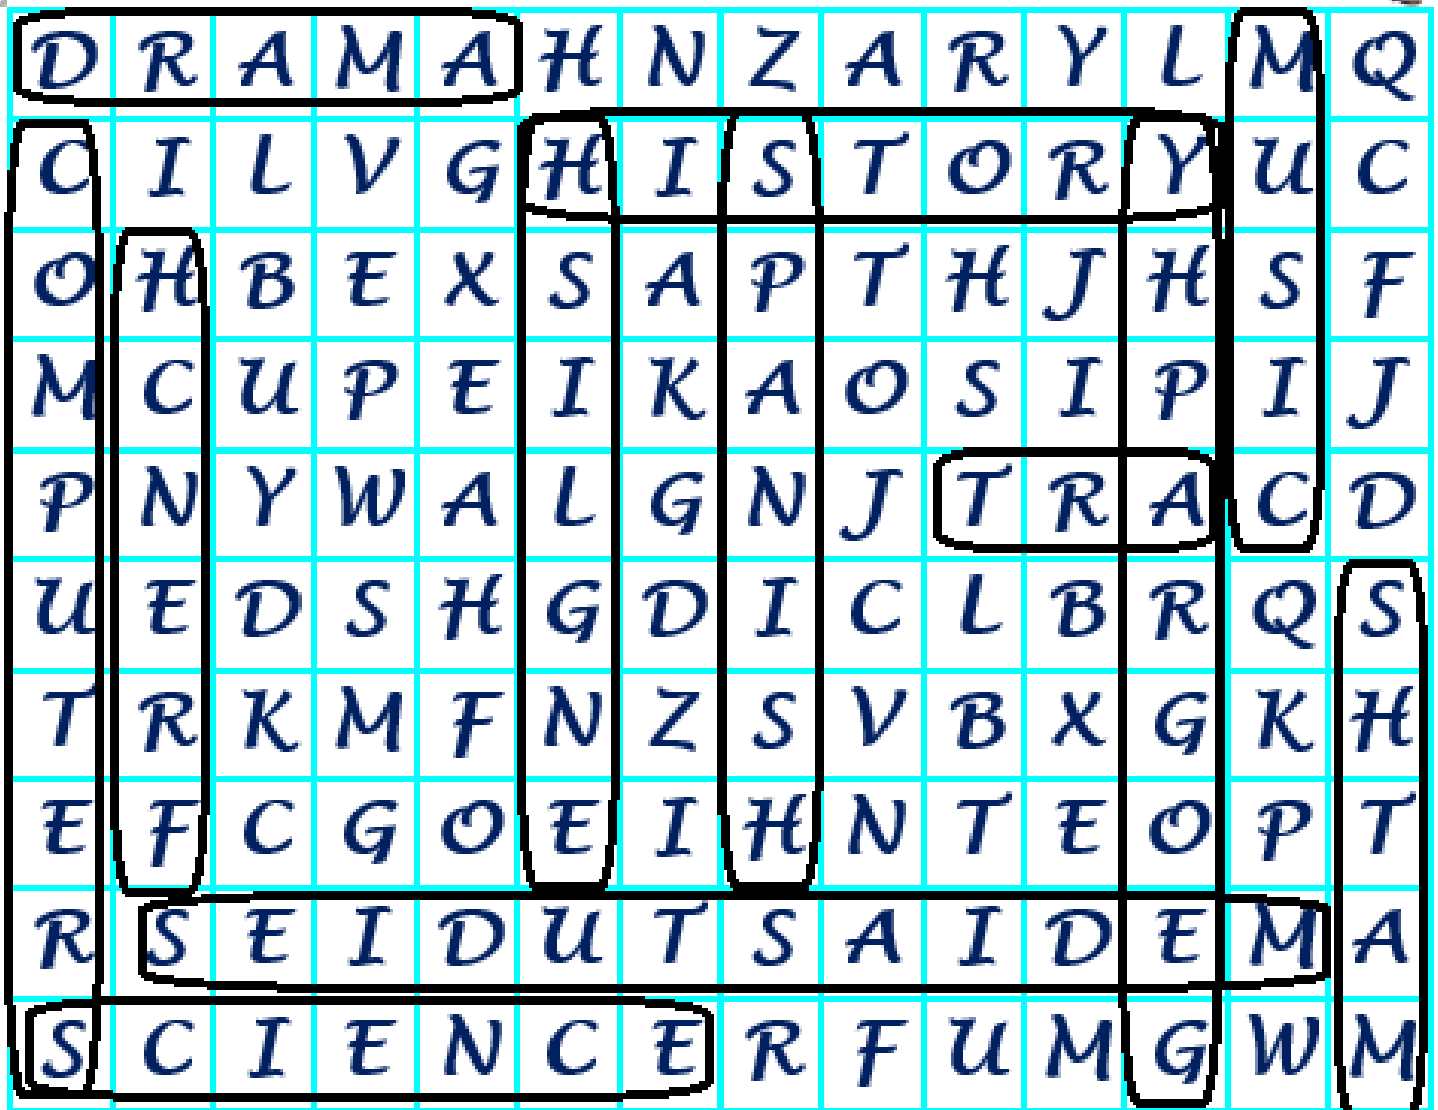 D R A M A H N Z A R Y L M Q
C I L V G H I S T O R Y U C
O H B E X S A P T H J H S F
M C U P E I K A O S I P I J
P N Y W A L G N J T R A C D
U E D S H G D I C L B R Q S
T R K M F N Z S V B X G K H
E F C G O E I H N T E O P T
R S E I D U T S A I D E M A
S C I E N C E R F U M G W M